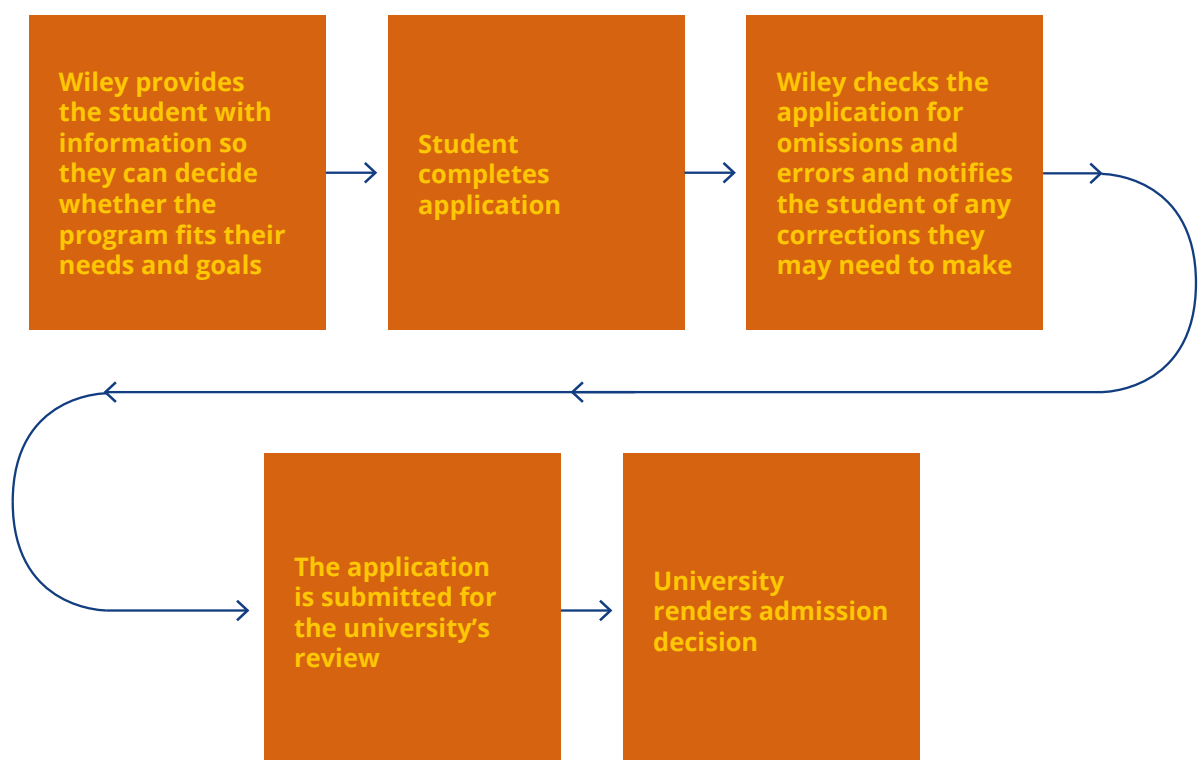 Wiley provides
the student with
information so
they can decide
whether the
program fits their
needs and goals
Student
completes
application
Wiley checks the
application for
omissions and
errors and notifies
the student of any
corrections they
may need to make
The application
is submitted for
the university’s
review
University
renders admission
decision